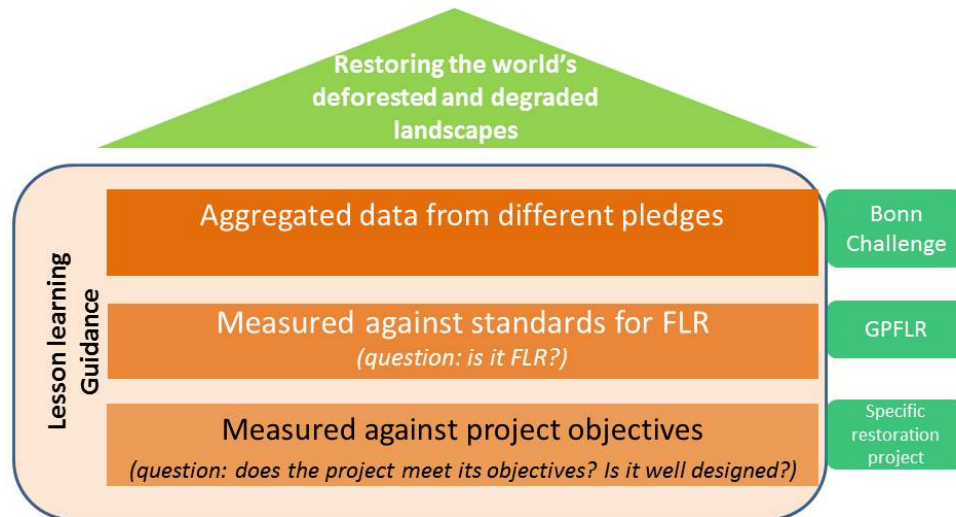 Restoring the world's
deforested and degraded
landscapes
Lesson learning
Guidance
Aggregated data from different pledges
Bonn
Challenge
Measured against standards for FLR
(question: is it FLR?)
GPFLR
Measured against project objectives
(question: does the project meet its objectives? Is it well designed?)
Specific
restoration
project